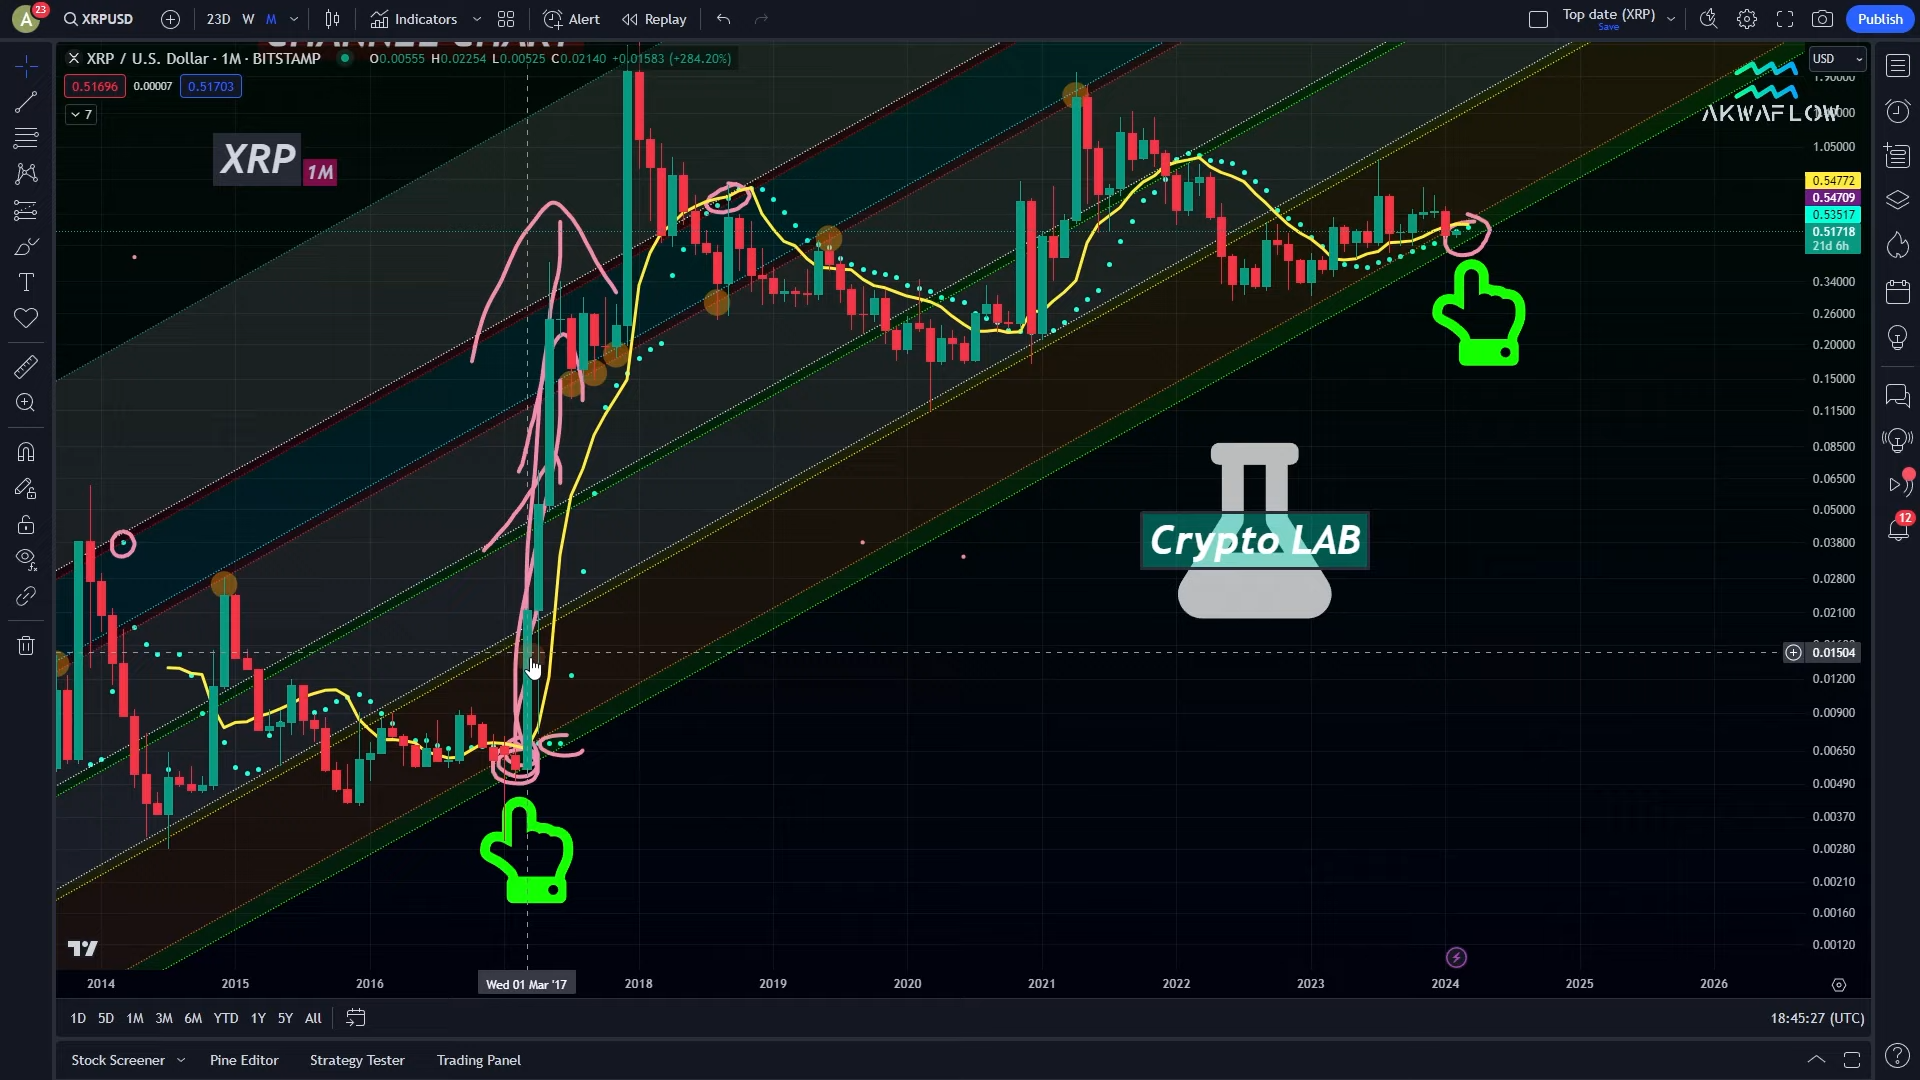 A 23 XRPUSD 23D W M Indicators Alert Replay Top date (XRP) Save Publish
CHANNEL CHART
XRP / U.S. Dollar · 1M · BITSTAMP O0.00555 H0.02254 L0.00525 C0.02140 +0.01583 (+284.20%) USD
0.51696 0.00007 0.51703
7
AKWAFLOW
XRP 1M
1.90000
1.05000
0.54772
0.54709
0.53517
0.51718
21d 6h
0.34000
0.26000
0.20000
0.15000
0.11500
0.08500
0.06500
0.05000
0.03800
0.02800
0.02100
0.01504
0.01200
0.00900
0.00650
0.00490
0.00370
0.00280
0.00210
0.00160
0.00120
Crypto LAB
12
2014 2015 2016 Wed 01 Mar '17 2018 2019 2020 2021 2022 2023 2024 2025 2026
1D 5D 1M 3M 6M YTD 1Y 5Y All 18:45:27 (UTC)
Stock Screener Pine Editor Strategy Tester Trading Panel